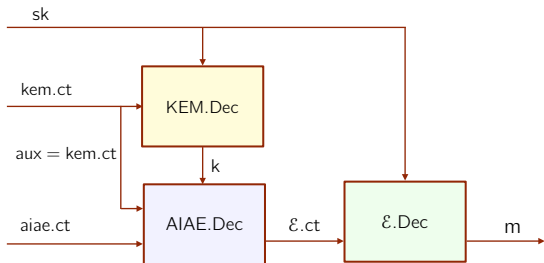 sk
kem.ct
KEM.Dec
aux = kem.ct
k
aiae.ct
AIAE.Dec
ℰ.ct
ℰ.Dec
m